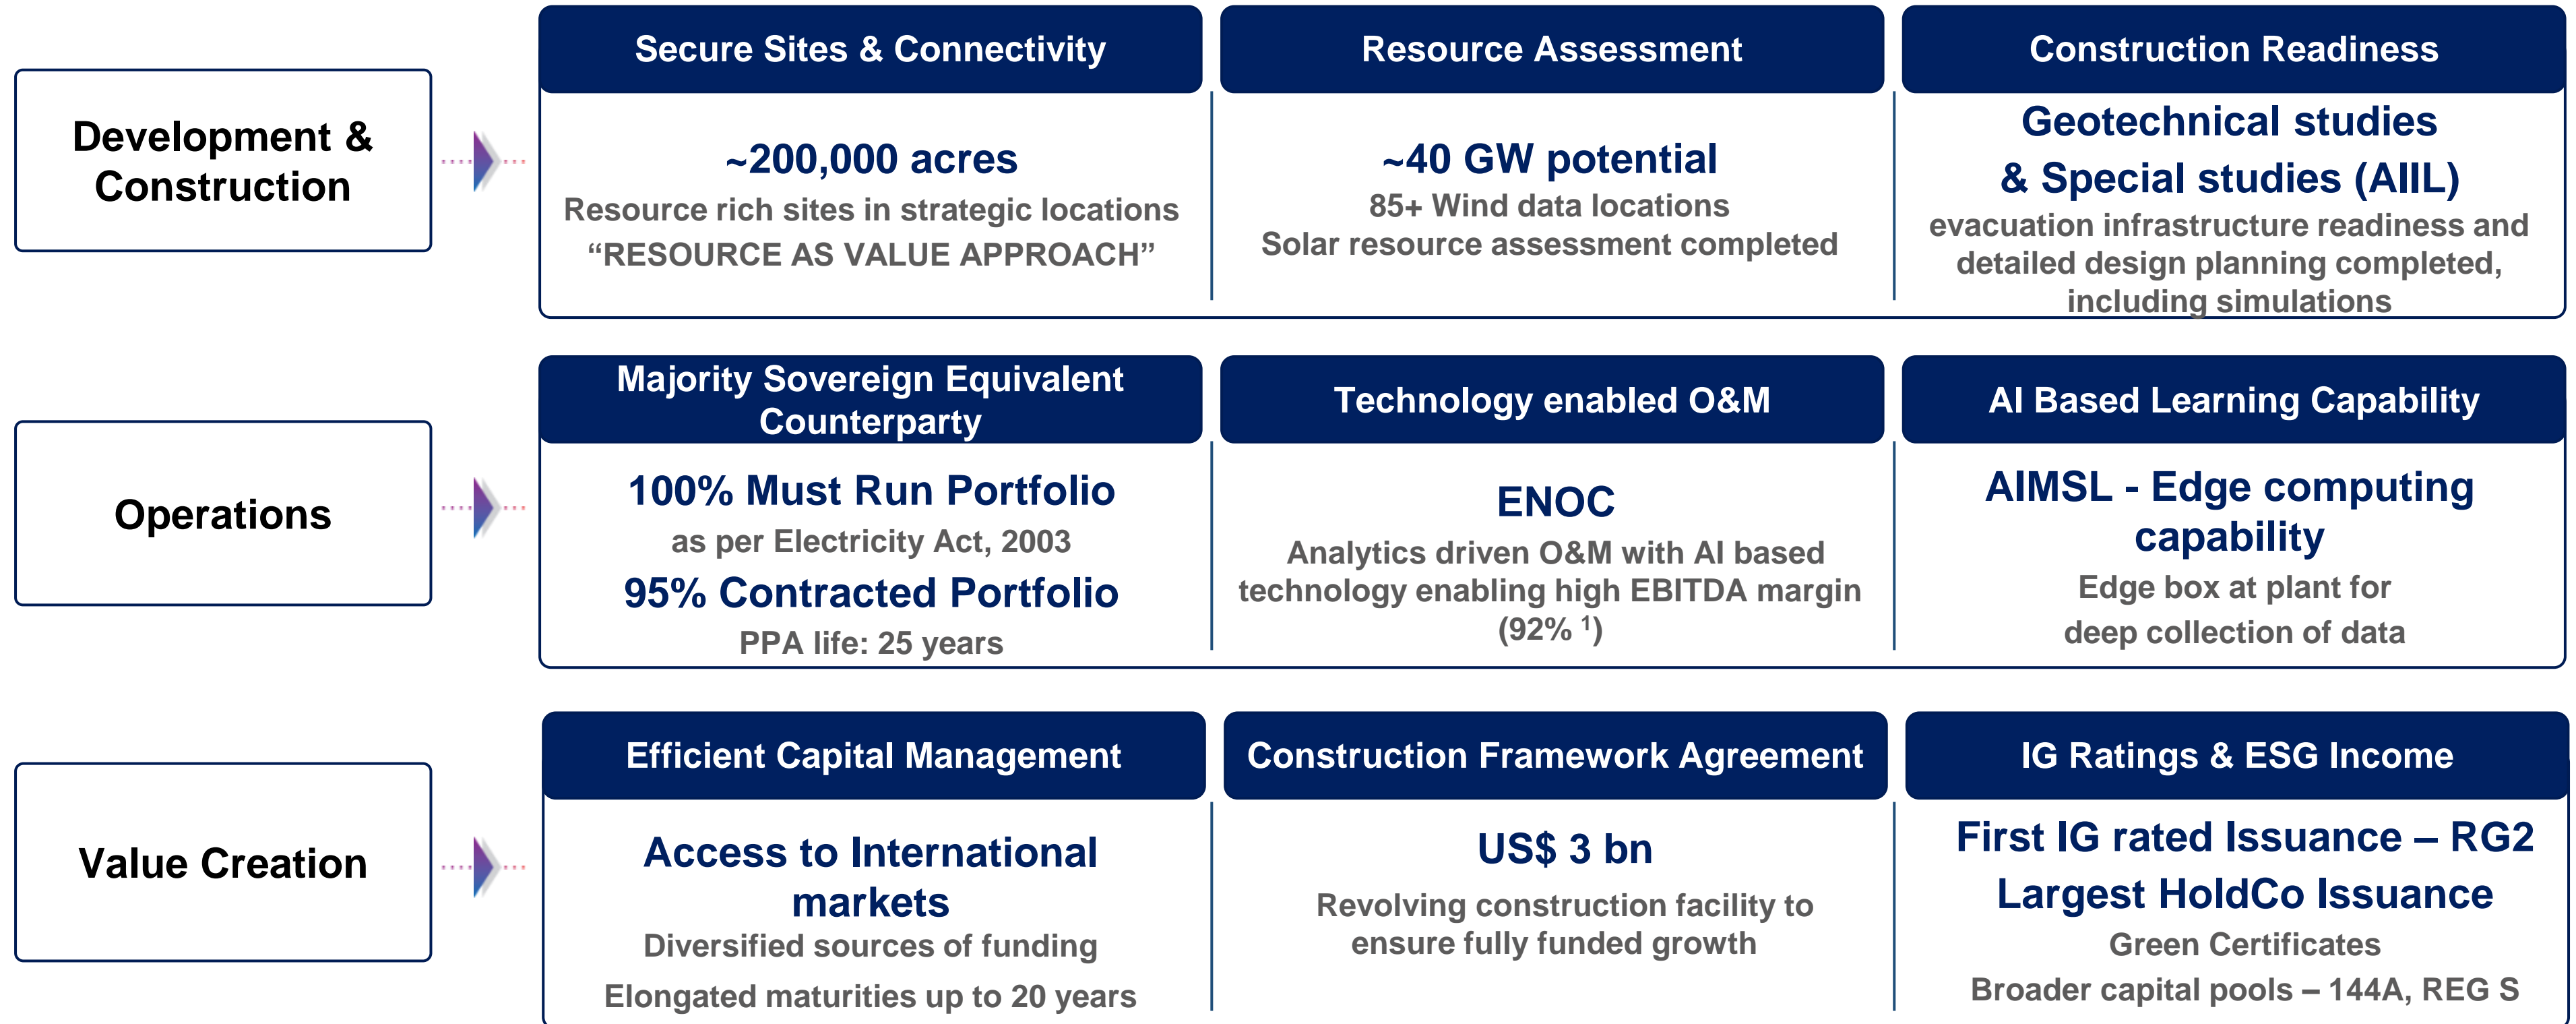 Development &
Construction
Secure Sites & Connectivity
~200,000 acres
Resource rich sites in strategic locations
“RESOURCE AS VALUE APPROACH”
Resource Assessment
~40 GW potential
85+ Wind data locations
Solar resource assessment completed
Construction Readiness
Geotechnical studies
& Special studies (AIIL)
evacuation infrastructure readiness and
detailed design planning completed,
including simulations
Operations
Majority Sovereign Equivalent
Counterparty
100% Must Run Portfolio
as per Electricity Act, 2003
95% Contracted Portfolio
PPA life: 25 years
Technology enabled O&M
ENOC
Analytics driven O&M with AI based
technology enabling high EBITDA margin
(92% ¹)
AI Based Learning Capability
AIMSL - Edge computing
capability
Edge box at plant for
deep collection of data
Value Creation
Efficient Capital Management
Access to International
markets
Diversified sources of funding
Elongated maturities up to 20 years
Construction Framework Agreement
US$ 3 bn
Revolving construction facility to
ensure fully funded growth
IG Ratings & ESG Income
First IG rated Issuance – RG2
Largest HoldCo Issuance
Green Certificates
Broader capital pools – 144A, REG S